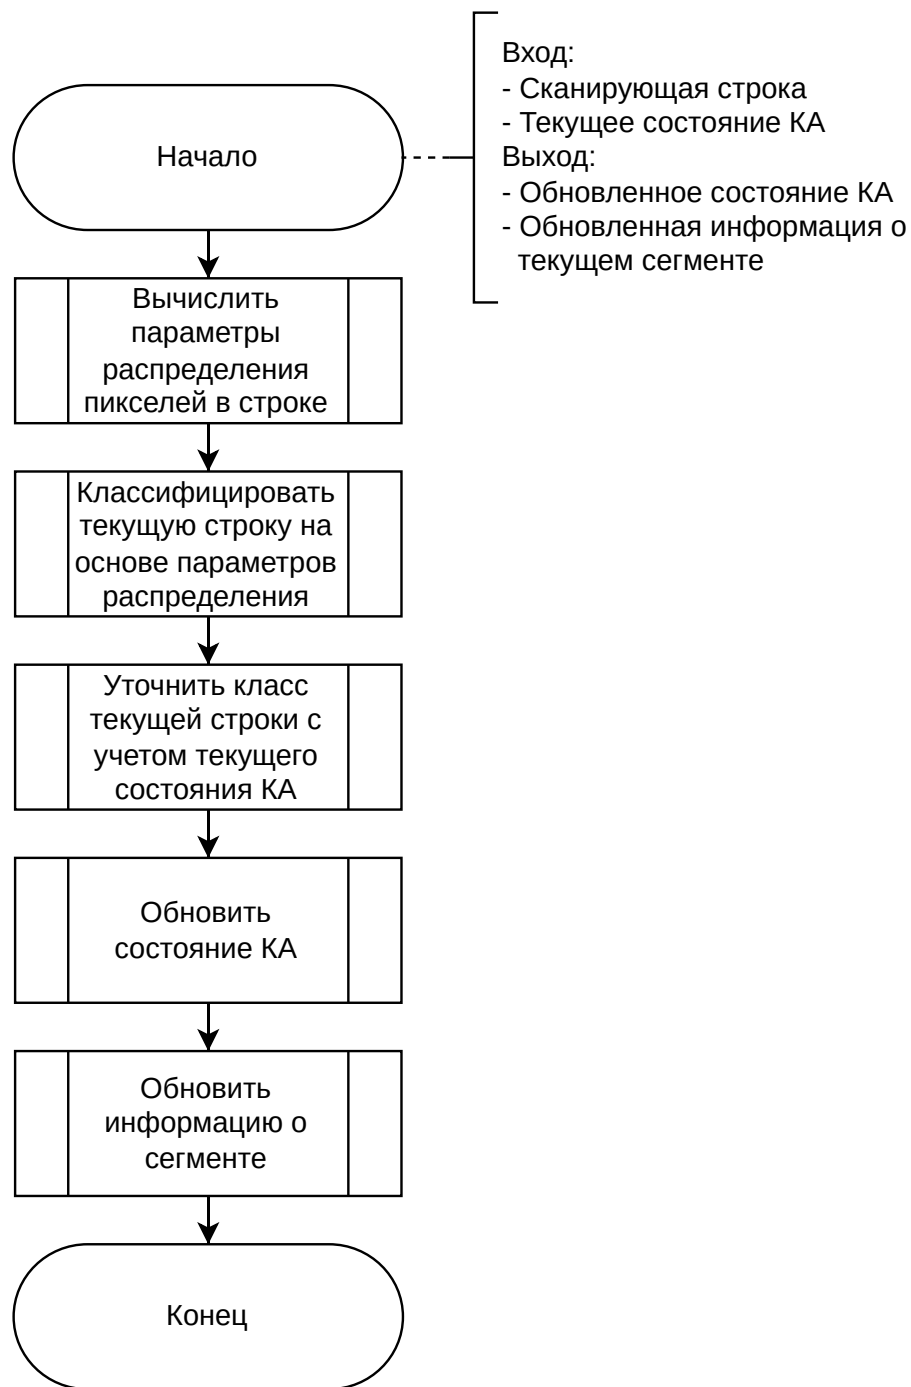 Вход:
- Сканирующая строка
- Текущее состояние КА
Выход:
- Обновленное состояние КА
- Обновленная информация о
текущем сегменте
Начало
Вычислить
параметры
распределения
пикселей в строке
Классифицировать
текущую строку на
основе параметров
распределения
Уточнить класс
текущей строки с
учетом текущего
состояния КА
Обновить
состояние КА
Обновить
информацию о
сегменте
Конец